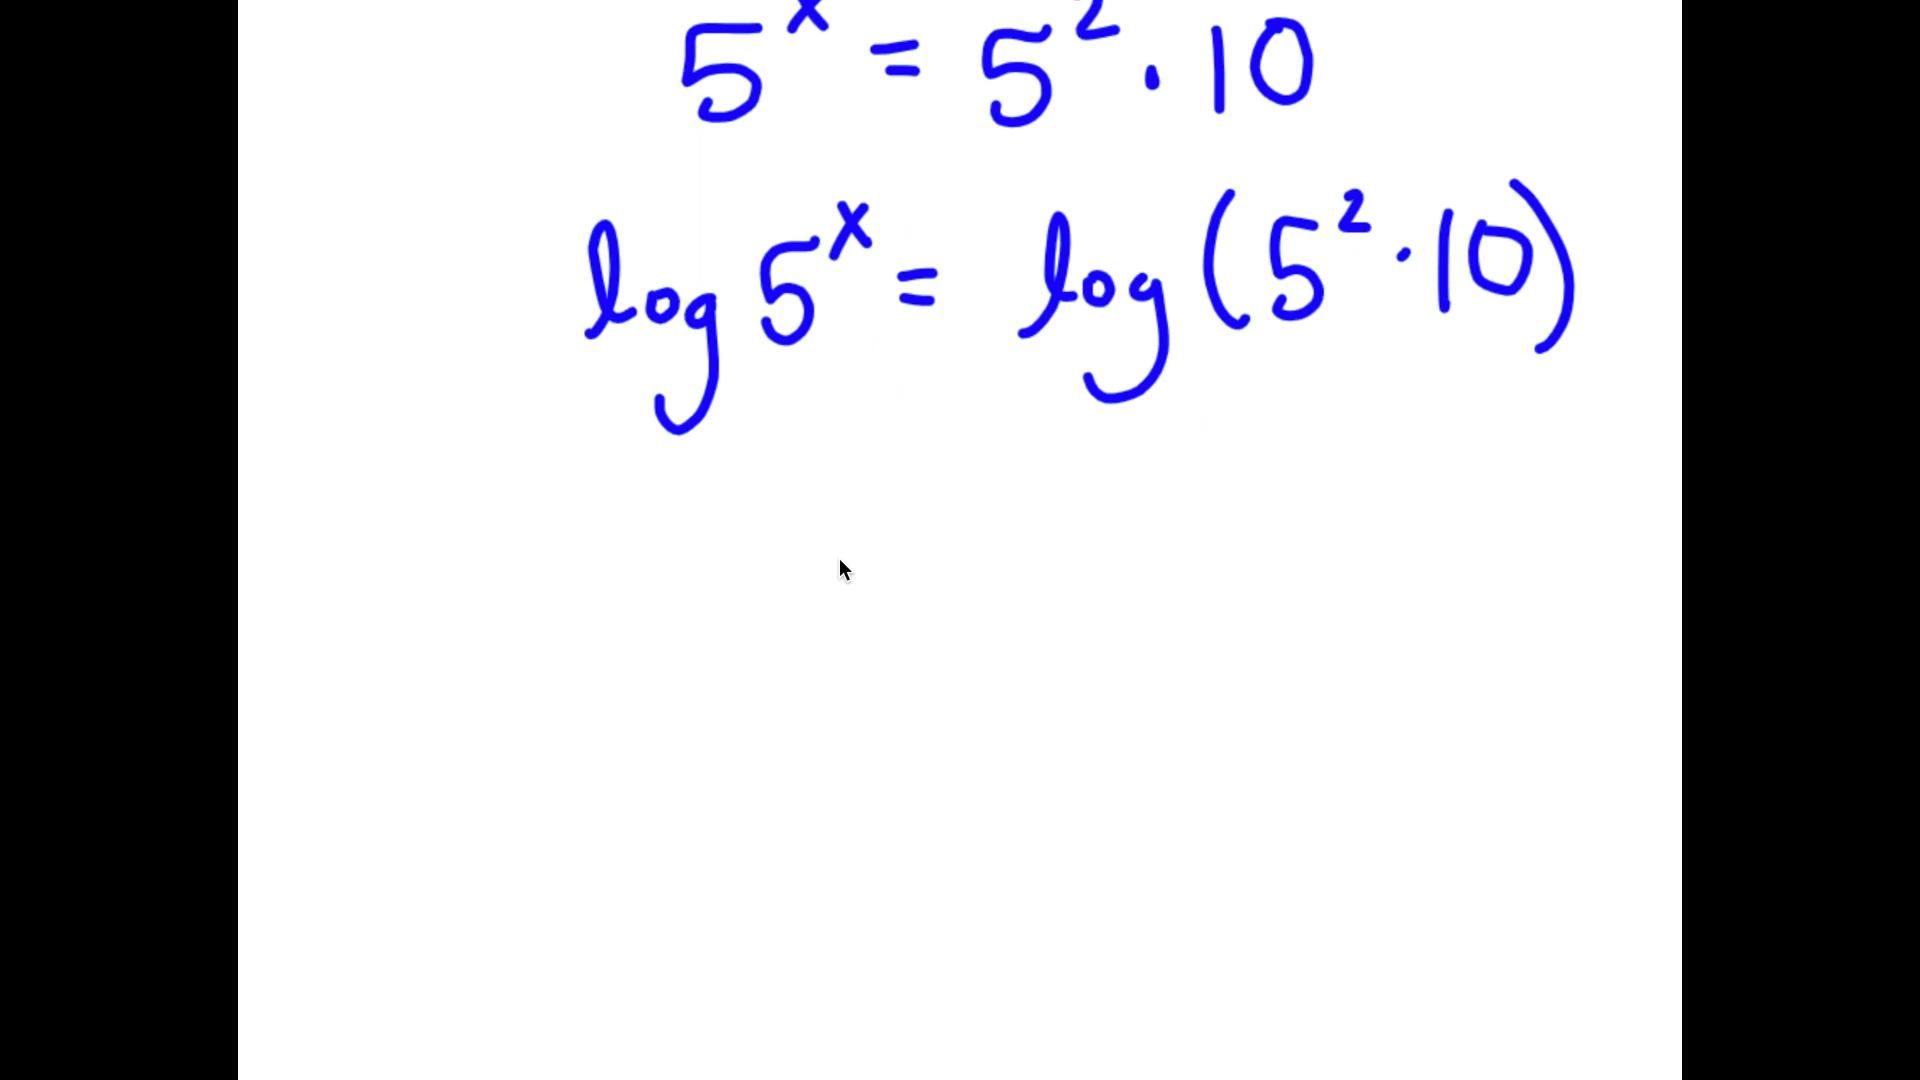 5^x = 5^2 · 10
log 5^x = log (5^2 · 10)